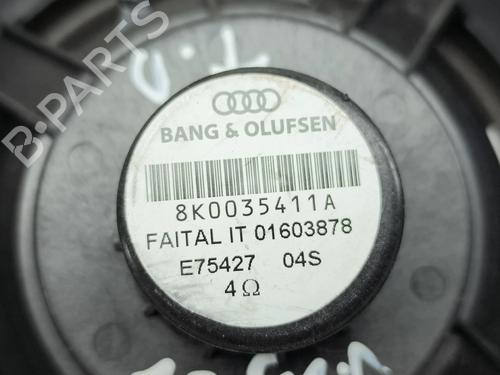 B-PARTS
BANG & OLUFSEN
8K0035411A
FAITAL IT 01603878
E75427 04S
4Ω